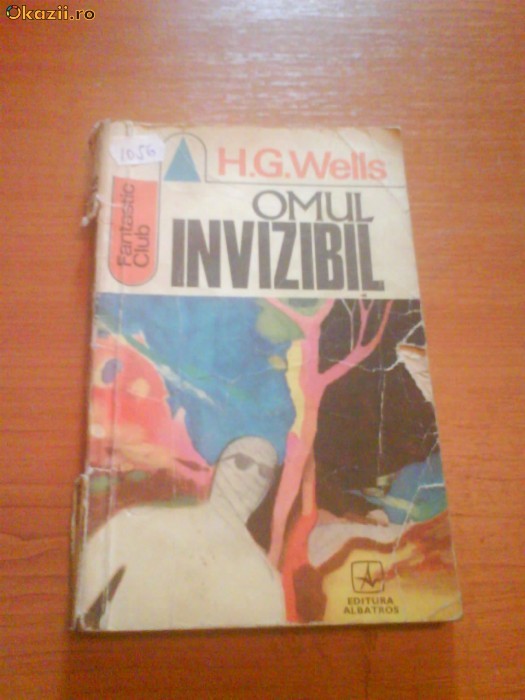 Okazii.ro
1056
H.G.Wells
OMUL
INVIZIBIL
Fantastic
Club
EDITURA
ALBATROS